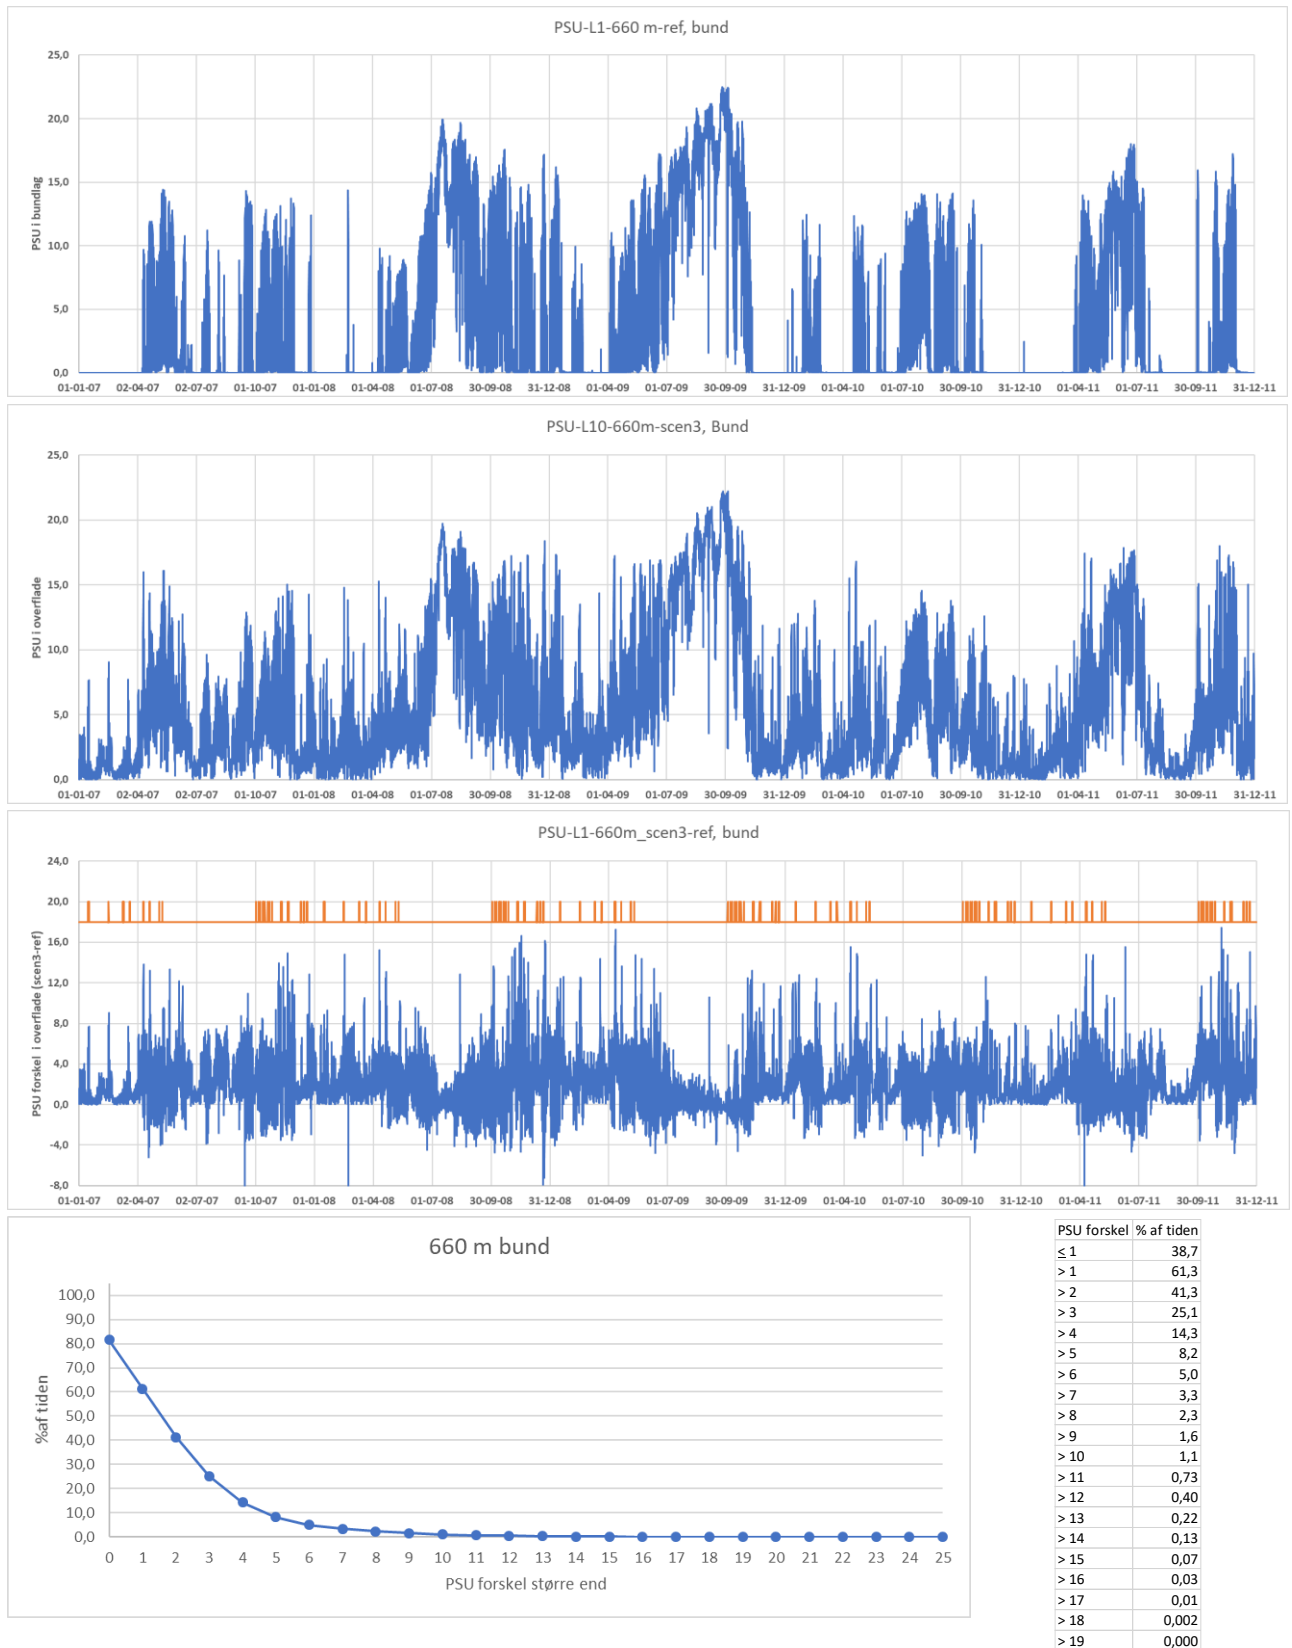 PSU-L1-660 m-ref, bund
PSU i bundlag
25,0
20,0
15,0
10,0
5,0
0,0
01-01-07 02-04-07 02-07-07 01-10-07 01-01-08 01-04-08 01-07-08 30-09-08 31-12-08 01-04-09 01-07-09 30-09-09 31-12-09 01-04-10 01-07-10 30-09-10 31-12-10 01-04-11 01-07-11 30-09-11 31-12-11
PSU-L10-660m-scen3, Bund
PSU i overflade
25,0
20,0
15,0
10,0
5,0
0,0
01-01-07 02-04-07 02-07-07 01-10-07 01-01-08 01-04-08 01-07-08 30-09-08 31-12-08 01-04-09 01-07-09 30-09-09 31-12-09 01-04-10 01-07-10 30-09-10 31-12-10 01-04-11 01-07-11 30-09-11 31-12-11
PSU-L1-660m_scen3-ref, bund
PSU forskel i overflade (scen3-ref)
24,0
20,0
16,0
12,0
8,0
4,0
0,0
-4,0
-8,0
01-01-07 02-04-07 02-07-07 01-10-07 01-01-08 01-04-08 01-07-08 30-09-08 31-12-08 01-04-09 01-07-09 30-09-09 31-12-09 01-04-10 01-07-10 30-09-10 31-12-10 01-04-11 01-07-11 30-09-11 31-12-11
660 m bund
%af tiden
100,0
90,0
80,0
70,0
60,0
50,0
40,0
30,0
20,0
10,0
0,0
0 1 2 3 4 5 6 7 8 9 10 11 12 13 14 15 16 17 18 19 20 21 22 23 24 25
PSU forskel større end
PSU forskel % af tiden
≤ 1 38,7
> 1 61,3
> 2 41,3
> 3 25,1
> 4 14,3
> 5 8,2
> 6 5,0
> 7 3,3
> 8 2,3
> 9 1,6
> 10 1,1
> 11 0,73
> 12 0,40
> 13 0,22
> 14 0,13
> 15 0,07
> 16 0,03
> 17 0,01
> 18 0,002
> 19 0,000